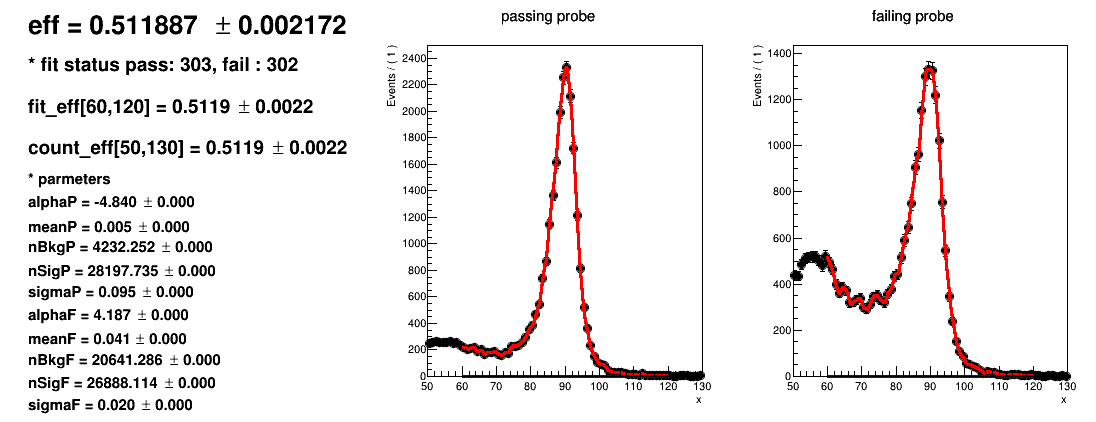 eff = 0.511887 ± 0.002172
* fit status pass: 303, fail : 302
fit_eff[60,120] = 0.5119 ± 0.0022
count_eff[50,130] = 0.5119 ± 0.0022
* parmeters
alphaP = -4.840 ± 0.000
meanP = 0.005 ± 0.000
nBkgP = 4232.252 ± 0.000
nSigP = 28197.735 ± 0.000
sigmaP = 0.095 ± 0.000
alphaF = 4.187 ± 0.000
meanF = 0.041 ± 0.000
nBkgF = 20641.286 ± 0.000
nSigF = 26888.114 ± 0.000
sigmaF = 0.020 ± 0.000
passing probe
Events / ( 1 )
2400
2200
2000
1800
1600
1400
1200
1000
800
600
400
200
0
50 60 70 80 90 100 110 120 130
x
failing probe
Events / ( 1 )
1400
1200
1000
800
600
400
200
0
50 60 70 80 90 100 110 120 130
x